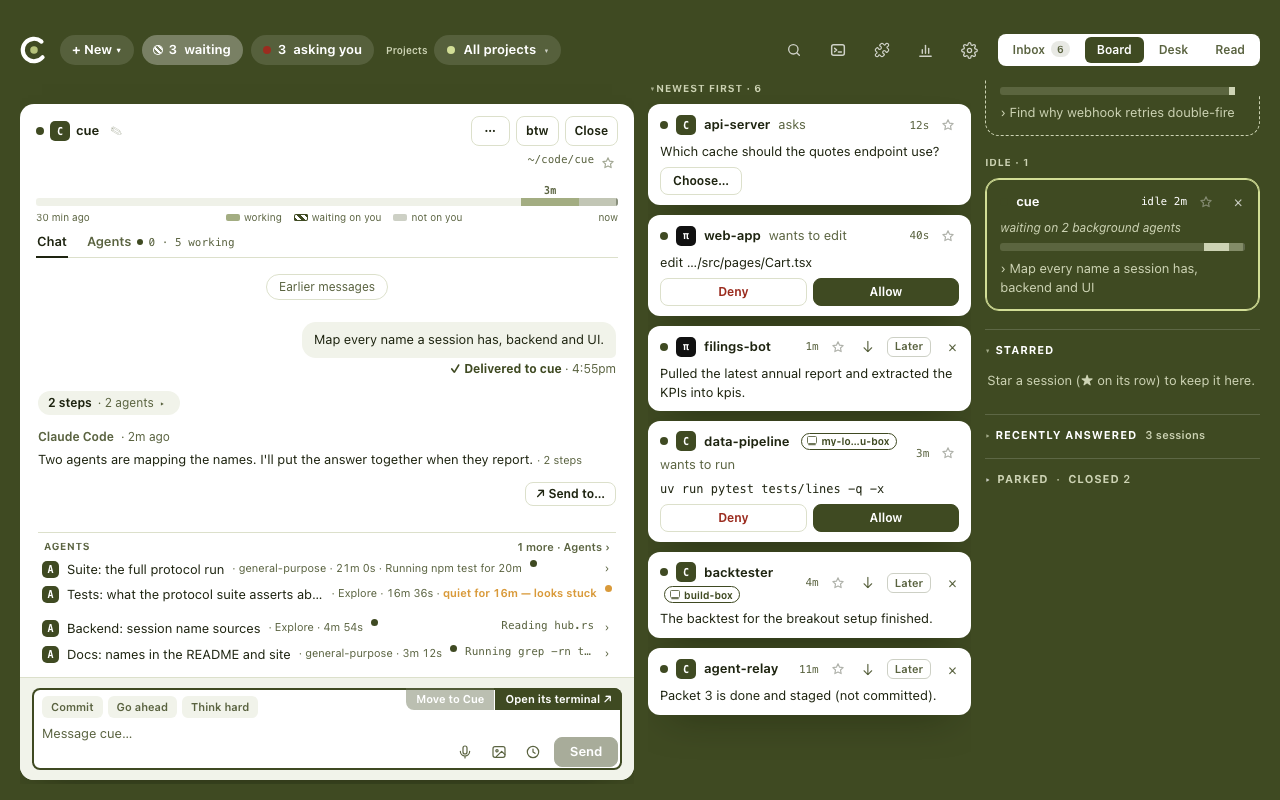 + New ▾
3 waiting
3 asking you
Projects
All projects ▾
Inbox 6
Board
Desk
Read
C cue
···
btw
Close
~/code/cue
3m
30 min ago
working
waiting on you
not on you
now
Chat
Agents ● 0 · 5 working
Earlier messages
Map every name a session has, backend and UI.
✓ Delivered to cue · 4:55pm
2 steps · 2 agents ▸
Claude Code · 2m ago
Two agents are mapping the names. I'll put the answer together when they report. · 2 steps
↗ Send to...
AGENTS
1 more · Agents ›
A Suite: the full protocol run · general-purpose · 21m 0s · Running npm test for 20m ›
A Tests: what the protocol suite asserts ab… · Explore · 16m 36s · quiet for 16m — looks stuck
A Backend: session name sources · Explore · 4m 54s Reading hub.rs ›
A Docs: names in the README and site · general-purpose · 3m 12s Running grep −rn t… ›
Commit
Go ahead
Think hard
Move to Cue
Open its terminal ↗
Message cue…
Send
▾ NEWEST FIRST · 6
C api-server asks 12s
Which cache should the quotes endpoint use?
Choose...
π web-app wants to edit 40s
edit …/src/pages/Cart.tsx
Deny
Allow
π filings-bot 1m ↓ Later ×
Pulled the latest annual report and extracted the
KPIs into kpis.
C data-pipeline my-lo…u-box 3m
wants to run
uv run pytest tests/lines −q −x
Deny
Allow
C backtester 4m ↓ Later ×
build-box
The backtest for the breakout setup finished.
C agent-relay 11m ↓ Later ×
Packet 3 is done and staged (not committed).
› Find why webhook retries double-fire
IDLE · 1
cue idle 2m ×
waiting on 2 background agents
› Map every name a session has,
backend and UI
▾ STARRED
Star a session (★ on its row) to keep it here.
▸ RECENTLY ANSWERED 3 sessions
▸ PARKED · CLOSED 2